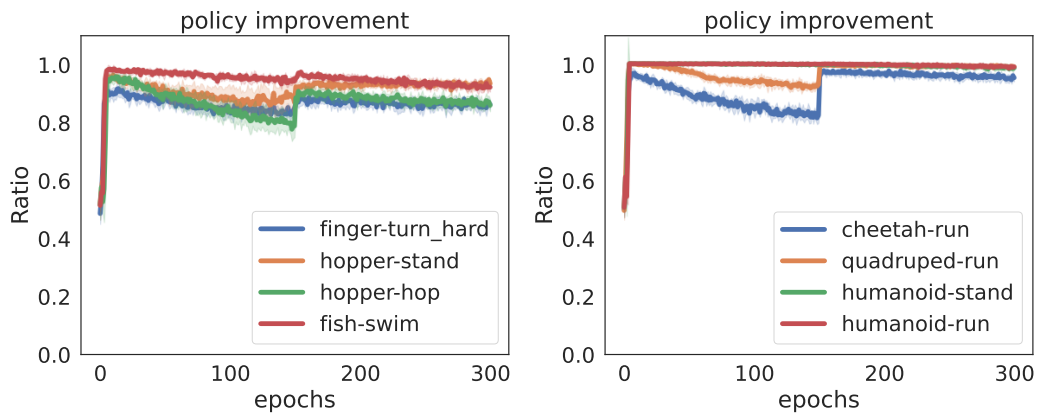 policy improvement
Ratio
1.0
0.8
0.6
0.4
0.2
0.0
finger-turn_hard
hopper-stand
hopper-hop
fish-swim
0 100 200 300
epochs
policy improvement
Ratio
1.0
0.8
0.6
0.4
0.2
0.0
cheetah-run
quadruped-run
humanoid-stand
humanoid-run
0 100 200 300
epochs